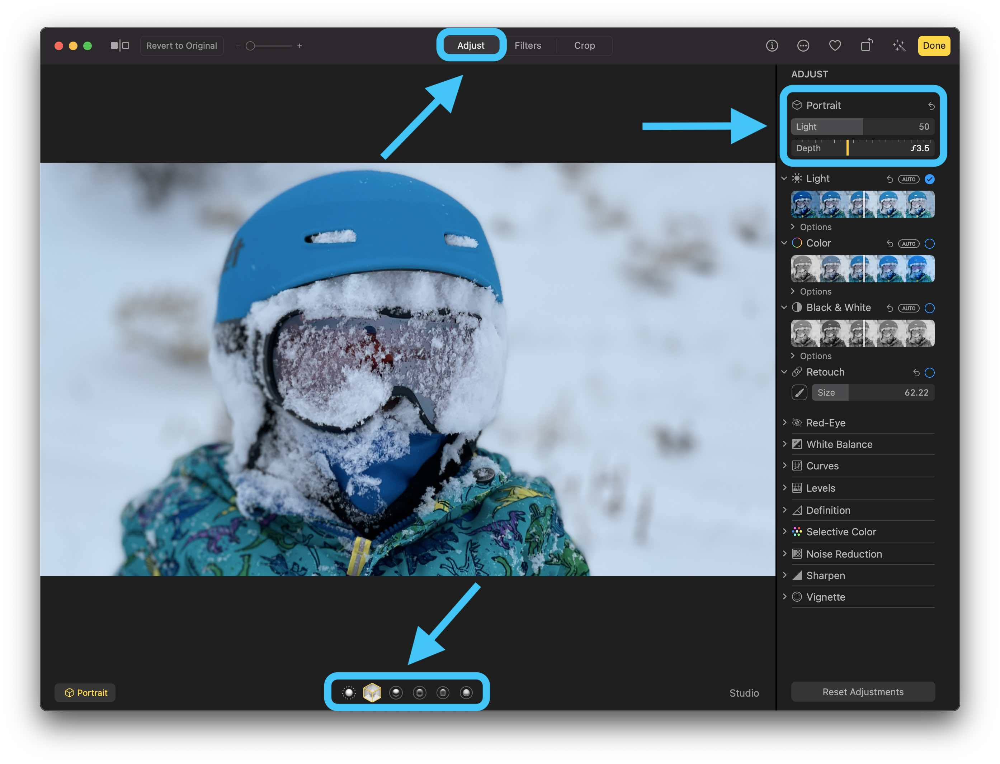 Revert to Original
Adjust
Filters
Crop
Done
ADJUST
Portrait
Light 50
Depth ƒ3.5
Light AUTO
Options
Color AUTO
Options
Black & White AUTO
Options
Retouch
Size 62.22
Red-Eye
White Balance
Curves
Levels
Definition
Selective Color
Noise Reduction
Sharpen
Vignette
Portrait
Studio
Reset Adjustments